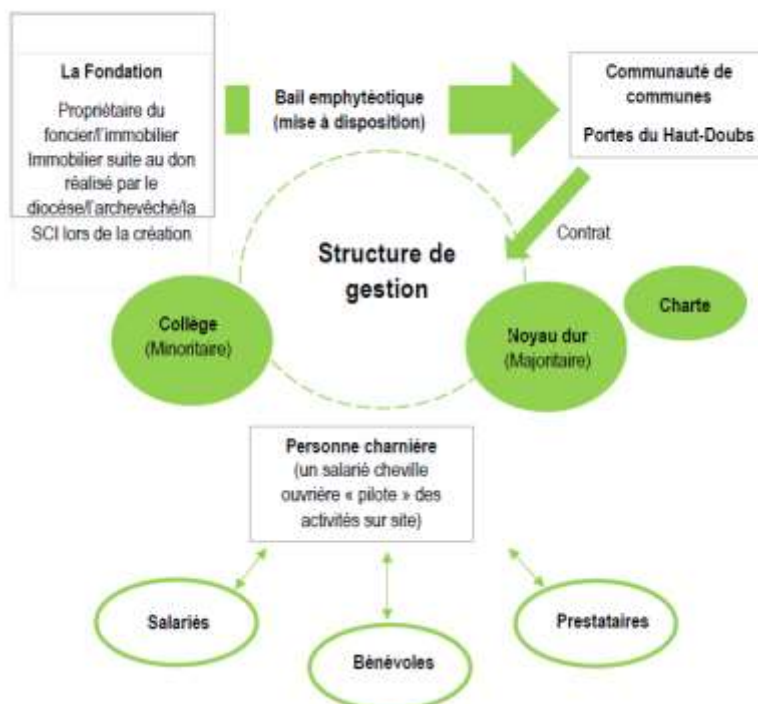 La Fondation
Propriétaire du
foncier/l'immobilier
Immobilier suite au don
réalisé par le
diocèse/l'archevêché/la
SCI lors de la création
Bail emphytéotique
(mise à disposition)
Communauté de
communes
Portes du Haut-Doubs
Contrat
Structure de
gestion
Collège
(Minoritaire)
Noyau dur
(Majoritaire)
Charte
Personne charnière
(un salarié cheville
ouvrière « pilote » des
activités sur site)
Salariés
Bénévoles
Prestataires